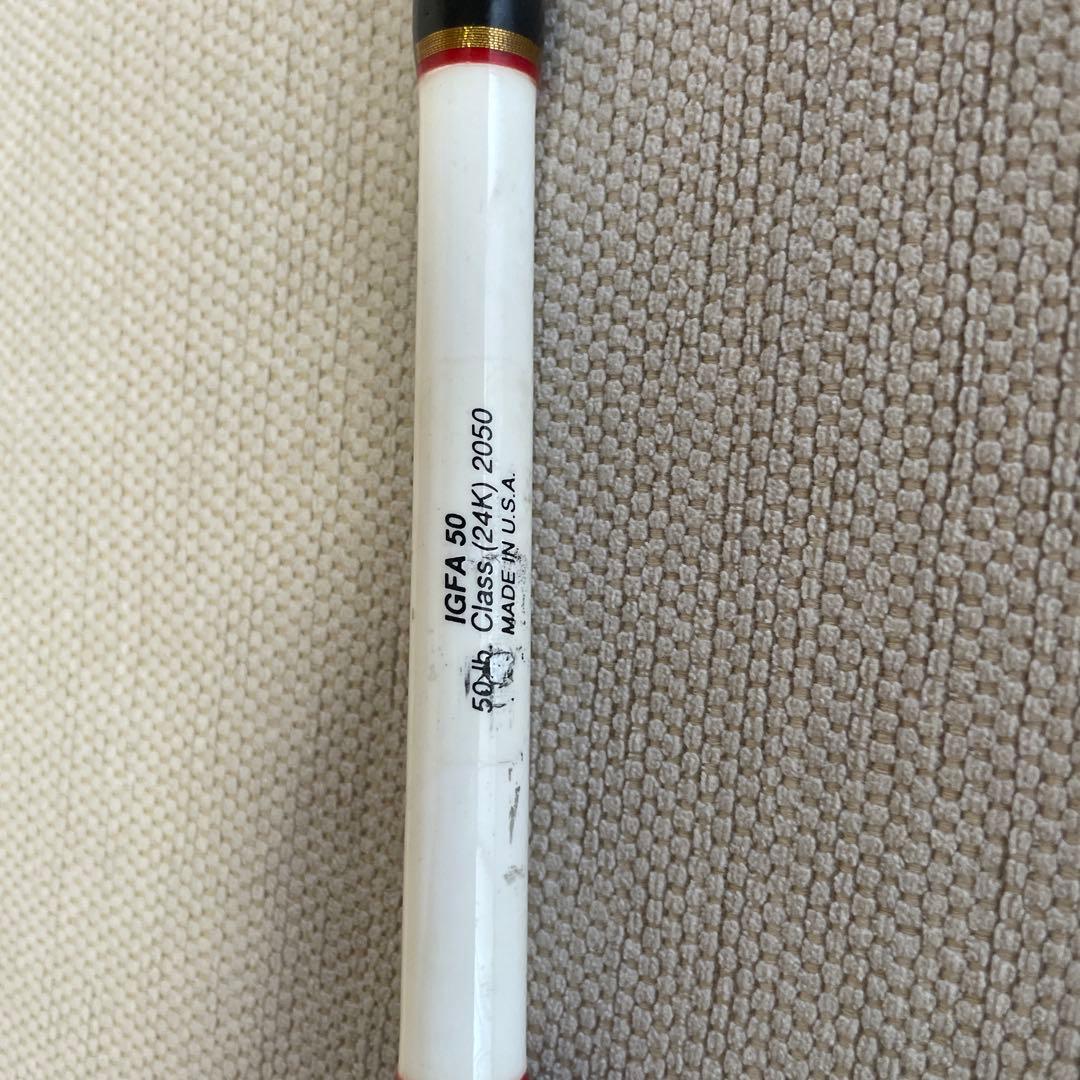 IGFA 50
50 lb. Class (24K) 2050
MADE IN U.S.A.